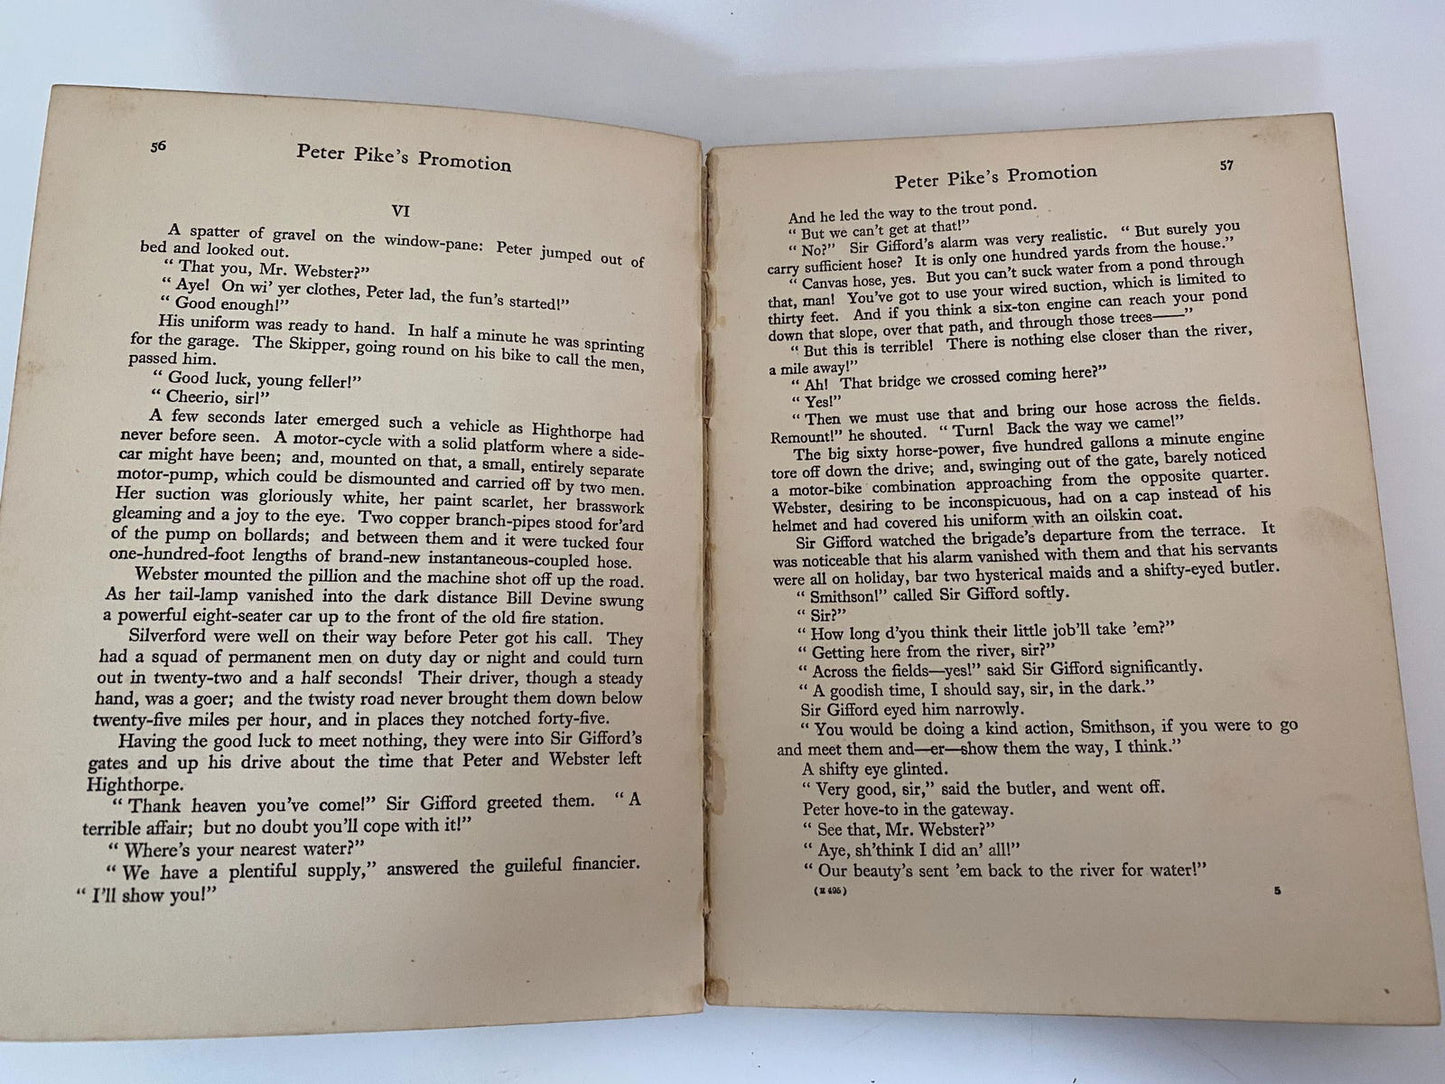 56
Peter Pike's Promotion
VI
A spatter of gravel on the window-pane: Peter jumped out of
bed and looked out.
“ That you, Mr. Webster?”
“ Aye! On wi' yer clothes, Peter lad, the fun's started!”
“ Good enough!”
His uniform was ready to hand. In half a minute he was sprinting
for the garage. The Skipper, going round on his bike to call the men,
passed him.
“ Good luck, young feller!”
“ Cheerio, sir!”
A few seconds later emerged such a vehicle as Highthorpe had
never before seen. A motor-cycle with a solid platform where a side-
car might have been; and, mounted on that, a small, entirely separate
motor-pump, which could be dismounted and carried off by two men.
Her suction was gloriously white, her paint scarlet, her brasswork
gleaming and a joy to the eye. Two copper branch-pipes stood for'ard
of the pump on bollards; and between them and it were tucked four
one-hundred-foot lengths of brand-new instantaneous-coupled hose.
Webster mounted the pillion and the machine shot off up the road.
As her tail-lamp vanished into the dark distance Bill Devine swung
a powerful eight-seater car up to the front of the old fire station.
Silverford were well on their way before Peter got his call. They
had a squad of permanent men on duty day or night and could turn
out in twenty-two and a half seconds! Their driver, though a steady
hand, was a goer; and the twisty road never brought them down below
twenty-five miles per hour, and in places they notched forty-five.
Having the good luck to meet nothing, they were into Sir Gifford's
gates and up his drive about the time that Peter and Webster left
Highthorpe.
“ Thank heaven you've come!” Sir Gifford greeted them. “ A
terrible affair; but no doubt you'll cope with it!”
“ Where's your nearest water?”
“ We have a plentiful supply,” answered the guileful financier.
“ I'll show you!”
Peter Pike's Promotion
57
And he led the way to the trout pond.
“ But we can't get at that!”
“ No?” Sir Gifford's alarm was very realistic. “ But surely you
carry sufficient hose? It is only one hundred yards from the house.”
“ Canvas hose, yes. But you can't suck water from a pond through
that, man! You've got to use your wired suction, which is limited to
thirty feet. And if you think a six-ton engine can reach your pond
down that slope, over that path, and through those trees——”
“ But this is terrible! There is nothing else closer than the river,
a mile away!”
“ Ah! That bridge we crossed coming here?”
“ Yes!”
“ Then we must use that and bring our hose across the fields.
Remount!” he shouted. “ Turn! Back the way we came!”
The big sixty horse-power, five hundred gallons a minute engine
tore off down the drive; and, swinging out of the gate, barely noticed
a motor-bike combination approaching from the opposite quarter.
Webster, desiring to be inconspicuous, had on a cap instead of his
helmet and had covered his uniform with an oilskin coat.
Sir Gifford watched the brigade's departure from the terrace. It
was noticeable that his alarm vanished with them and that his servants
were all on holiday, bar two hysterical maids and a shifty-eyed butler.
“ Smithson!” called Sir Gifford softly.
“ Sir?”
“ How long d'you think their little job'll take 'em?”
“ Getting here from the river, sir?”
“ Across the fields—yes!” said Sir Gifford significantly.
“ A goodish time, I should say, sir, in the dark.”
Sir Gifford eyed him narrowly.
“ You would be doing a kind action, Smithson, if you were to go
and meet them and—er—show them the way, I think.”
A shifty eye glinted.
“ Very good, sir,” said the butler, and went off.
Peter hove-to in the gateway.
“ See that, Mr. Webster?”
“ Aye, sh'think I did an' all!”
“ Our beauty's sent 'em back to the river for water!”
(E 495)
5